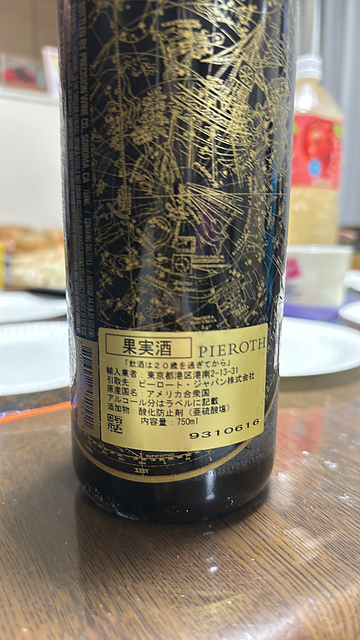 果実酒 PIEROTH
「飲酒は20歳を過ぎてから」
輸入業者：東京都港区港南2-13-31
引取先：ピーロート・ジャパン株式会社
原産国名：アメリカ合衆国
アルコール分はラベルに記載
添加物：酸化防止剤（亜硫酸塩）
内容量：750ml
9310616